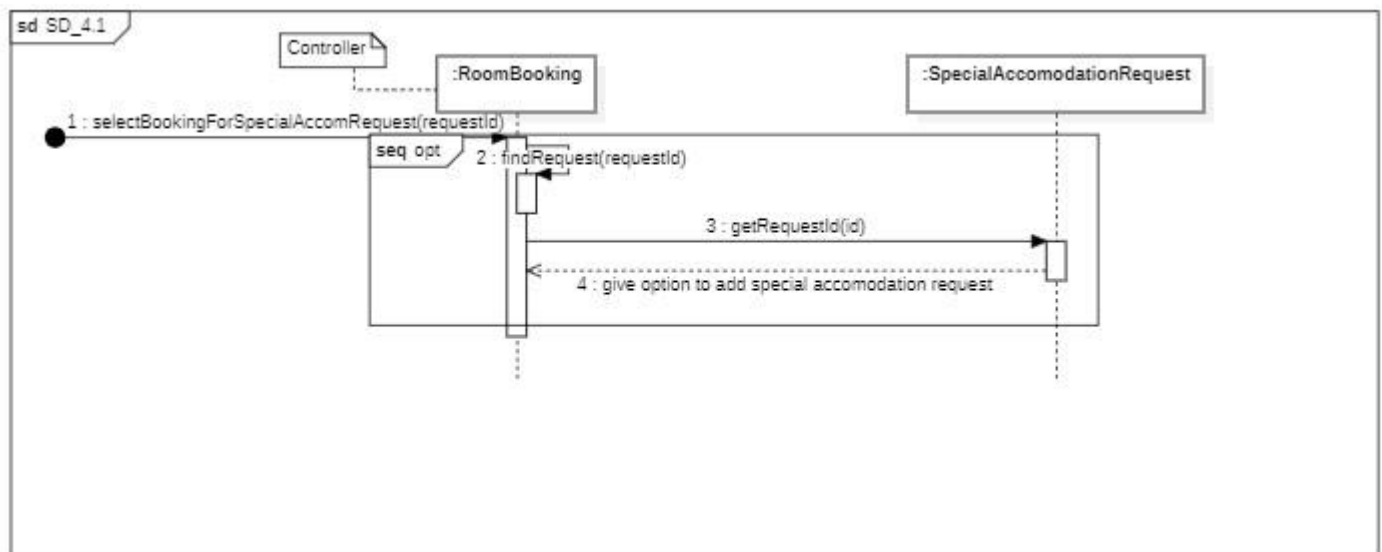 sd SD_4.1
Controller
:RoomBooking
:SpecialAccomodationRequest
1 : selectBookingForSpecialAccomRequest(requestId)
seq opt
2 : findRequest(requestId)
3 : getRequestId(id)
4 : give option to add special accomodation request